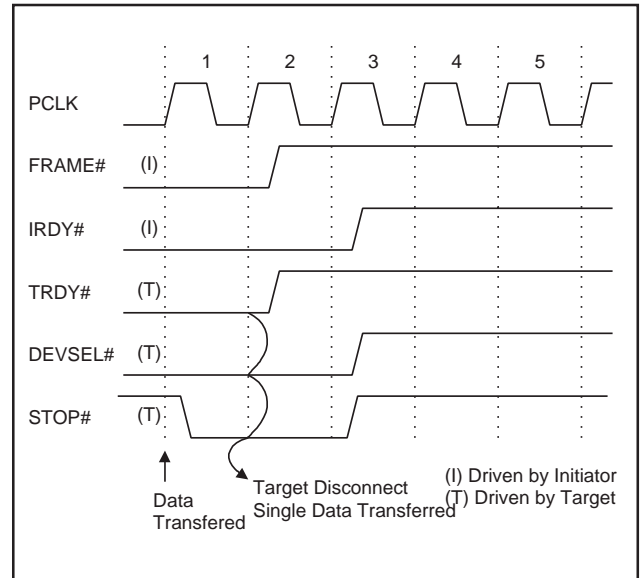 1 2 3 4 5
PCLK
FRAME# (I)
IRDY# (I)
TRDY# (T)
DEVSEL# (T)
STOP# (T)
Data
Transfered
Target Disconnect
Single Data Transferred
(I) Driven by Initiator
(T) Driven by Target